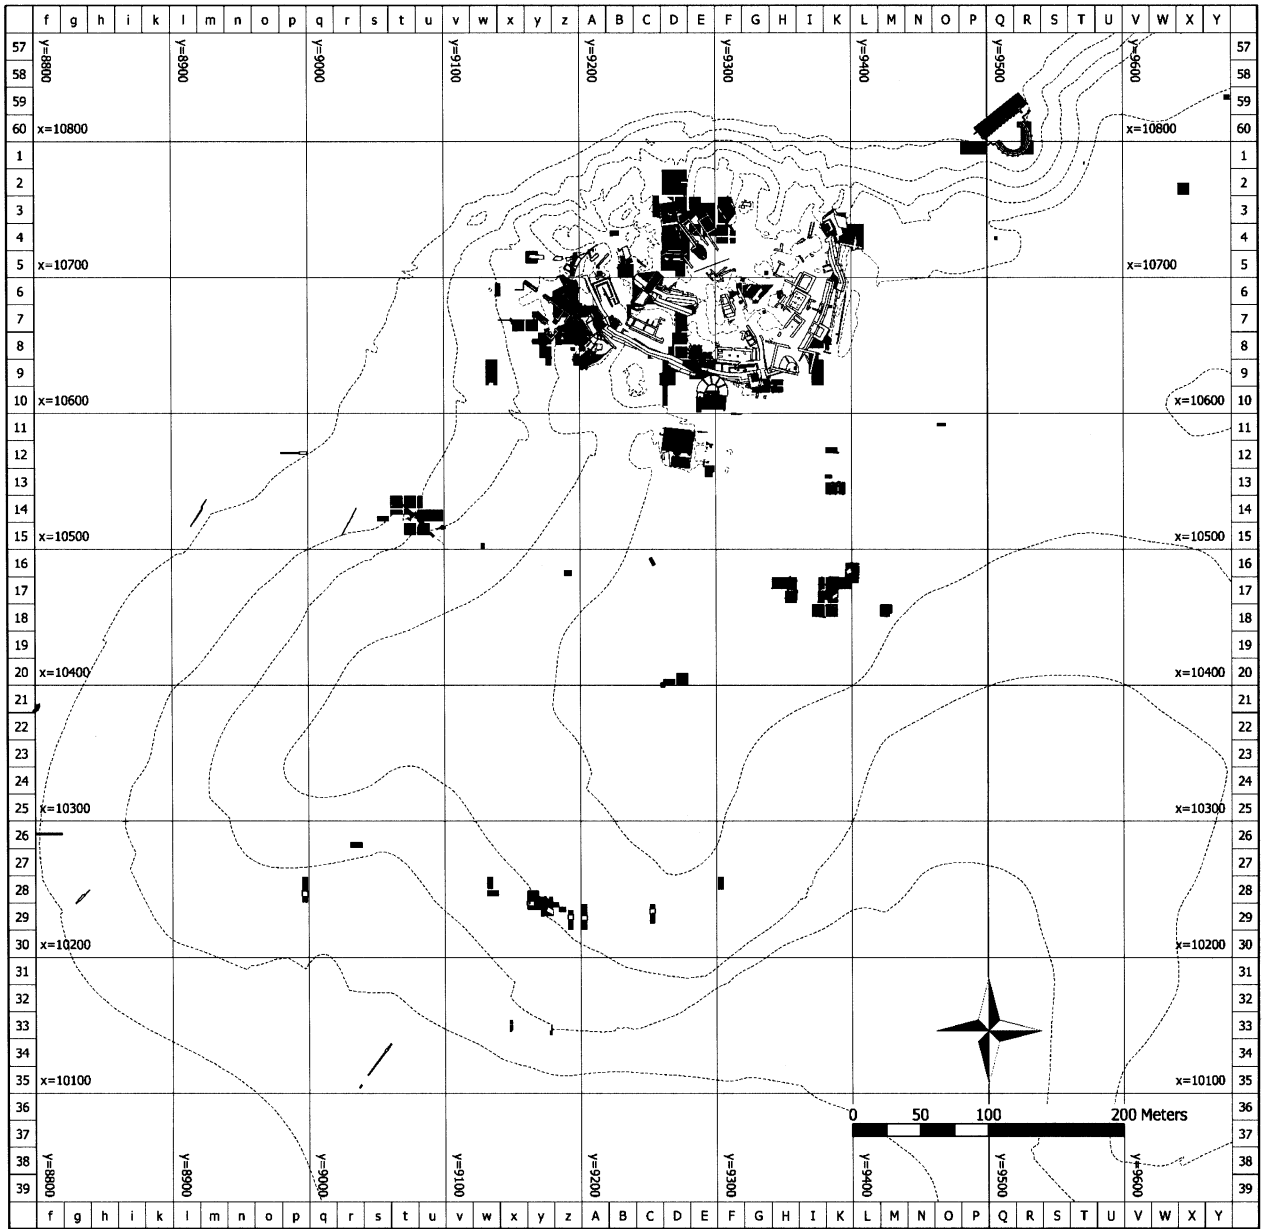 f g h i k l m n o p q r s t u v w x y z A B C D E F G H I K L M N O P Q R S T U V W X Y
57 y=8800 y=8900 y=9000 y=9100 y=9200 y=9300 y=9400 y=9500 y=9600 57
58 58
59 59
60 x=10800 x=10800 60
1 1
2 2
3 3
4 4
5 x=10700 x=10700 5
6 6
7 7
8 8
9 9
10 x=10600 x=10600 10
11 11
12 12
13 13
14 14
15 x=10500 x=10500 15
16 16
17 17
18 18
19 19
20 x=10400 x=10400 20
21 21
22 22
23 23
24 24
25 x=10300 x=10300 25
26 26
27 27
28 28
29 29
30 x=10200 x=10200 30
31 31
32 32
33 33
34 34
35 x=10100 x=10100 35
36 36
0 50 100 200 Meters
37 37
38 y=8800 y=8900 y=9000 y=9100 y=9200 y=9300 y=9400 y=9500 y=9600 38
39 39
f g h i k l m n o p q r s t u v w x y z A B C D E F G H I K L M N O P Q R S T U V W X Y